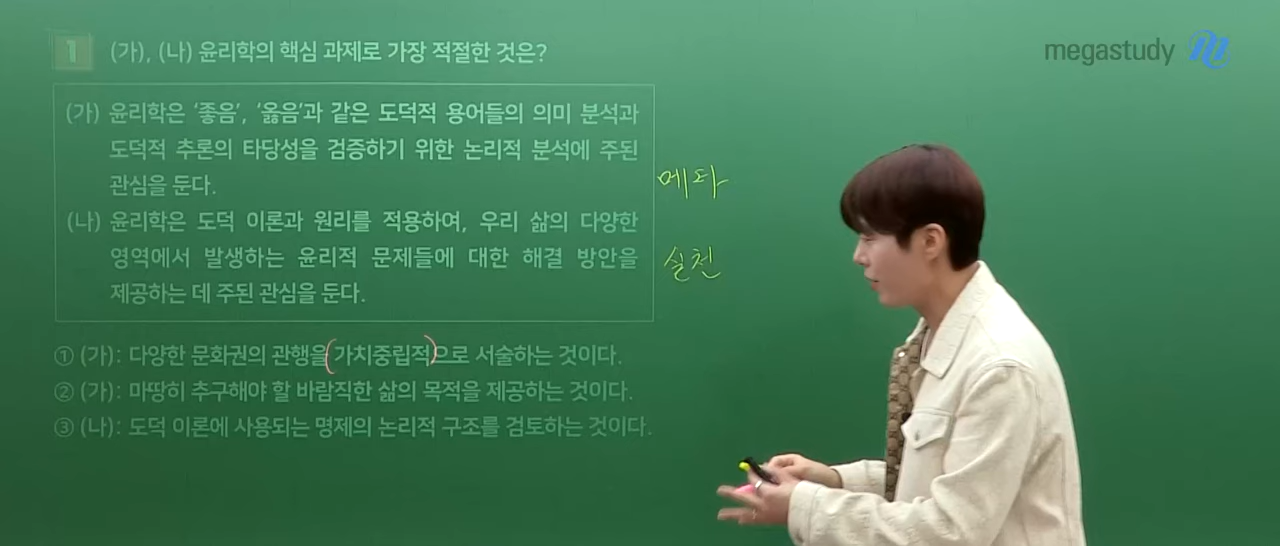 megastudy
1 (가), (나) 윤리학의 핵심 과제로 가장 적절한 것은?
(가) 윤리학은 '좋음', '옳음'과 같은 도덕적 용어들의 의미 분석과
도덕적 추론의 타당성을 검증하기 위한 논리적 분석에 주된
관심을 둔다.
메타
(나) 윤리학은 도덕 이론과 원리를 적용하여, 우리 삶의 다양한
영역에서 발생하는 윤리적 문제들에 대한 해결 방안을
제공하는 데 주된 관심을 둔다.
실천
① (가): 다양한 문화권의 관행을(가치중립적)으로 서술하는 것이다.
② (가): 마땅히 추구해야 할 바람직한 삶의 목적을 제공하는 것이다.
③ (나): 도덕 이론에 사용되는 명제의 논리적 구조를 검토하는 것이다.